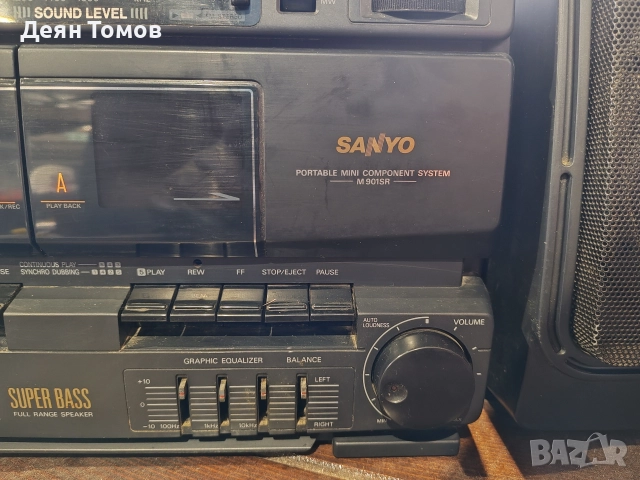 Деян Томов
SOUND LEVEL
MW
SANYO
PORTABLE MINI COMPONENT SYSTEM
M 901SR
A
PLAY BACK
K/REC
CONTINUOUS PLAY
SYNCHRO DUBBING
PLAY REW FF STOP/EJECT PAUSE
AUTO LOUDNESS
VOLUME
GRAPHIC EQUALIZER BALANCE
+10 LEFT
0
-10 100Hz 1kHz 10kHz RIGHT
SUPER BASS
FULL RANGE SPEAKER
BAZAR